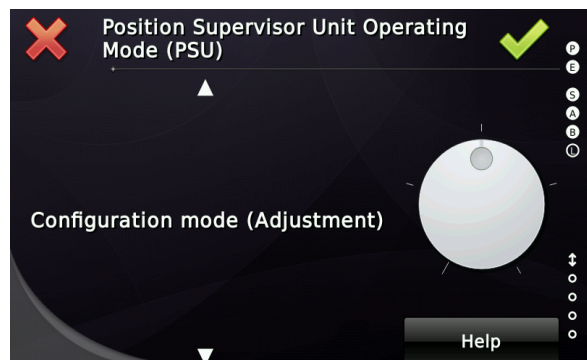 Position Supervisor Unit Operating
Mode (PSU)
P
E
S
A
B
L
Configuration mode (Adjustment)
Help